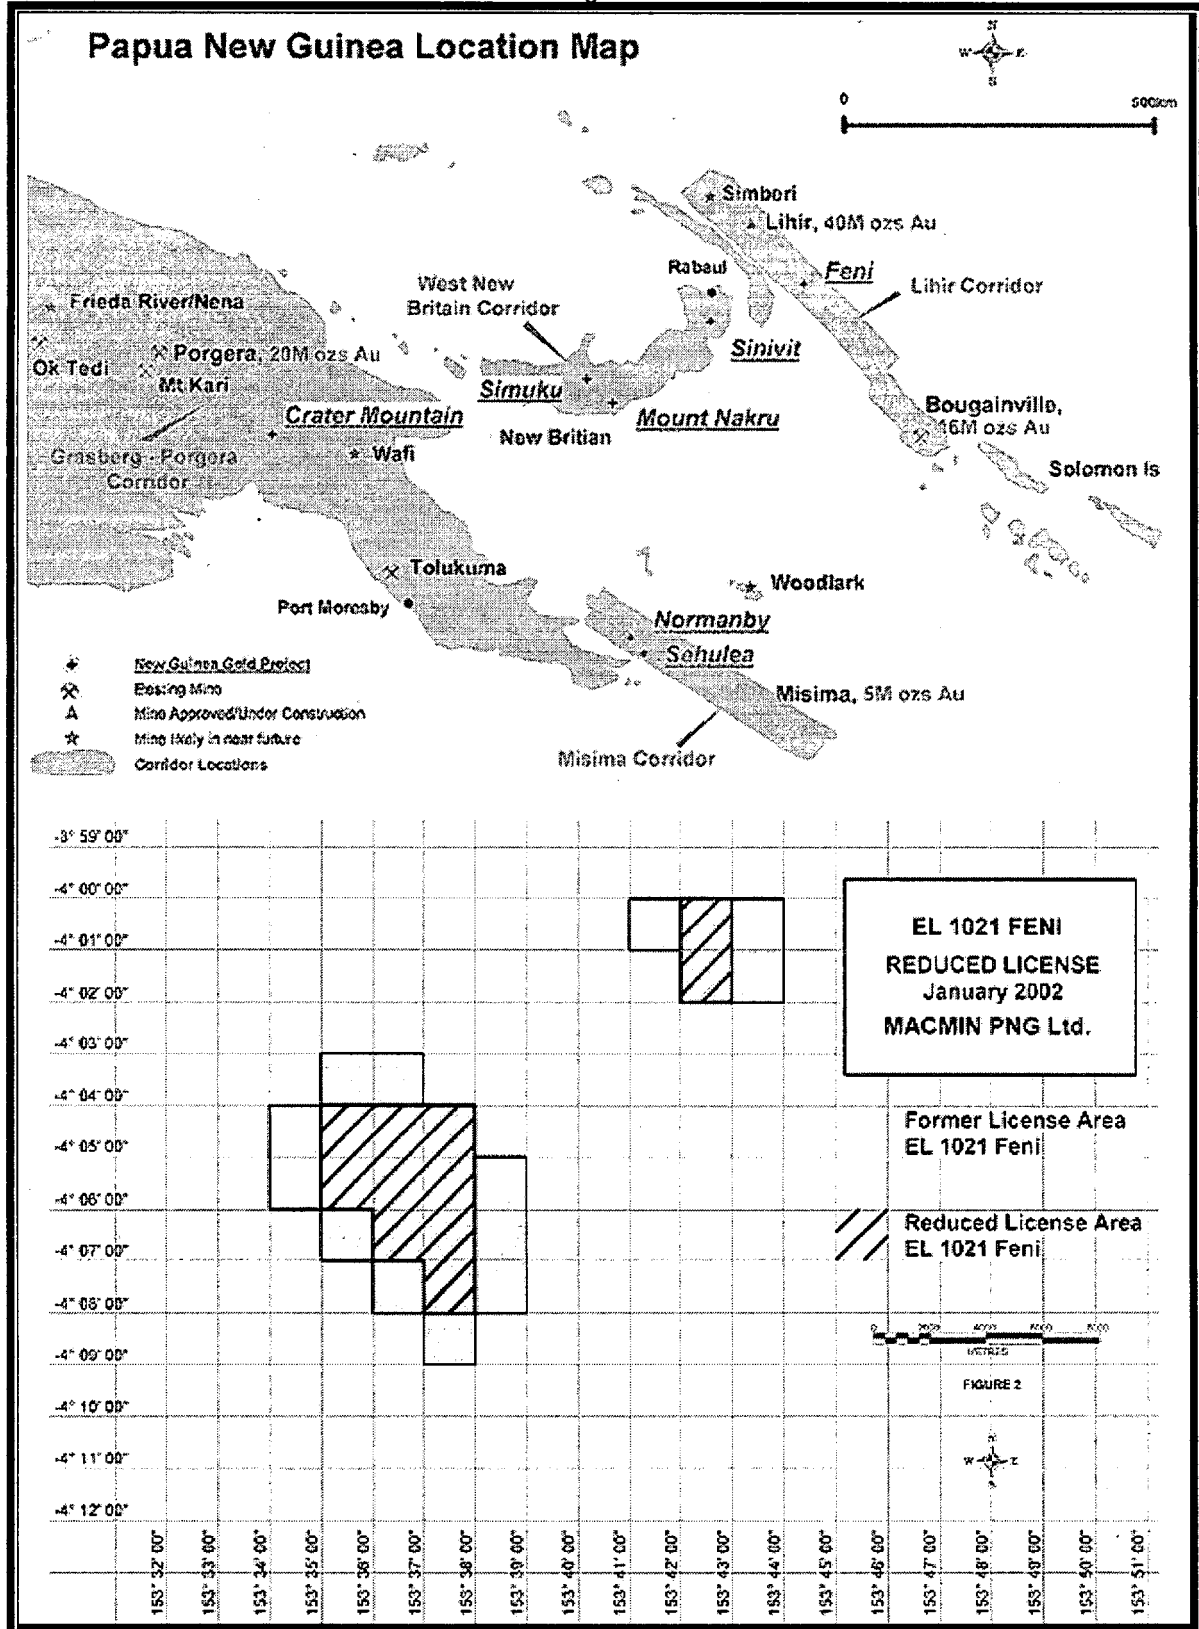 Papua New Guinea Location Map
N
W E
S
0 500km
Simbori
Lihir, 40M ozs Au
Rabaul
Feni
West New
Britain Corridor
Lihir Corridor
Frieda River/Nena
Sinivit
Ok Tedi
Porgera, 20M ozs Au
Mt Kari
Simuku
Crater Mountain
Mount Nakru
New Britian
Bougainville,
16M ozs Au
Wafi
Grasberg - Porgera
Corridor
Solomon Is
Tolukuma
Woodlark
Port Moresby
Normanby
Sehulea
New Guinea Gold Project
Existing Mine
Mine Approved/Under Construction
Mine likely in near future
Corridor Locations
Misima, 5M ozs Au
Misima Corridor
-3° 59' 00"
-4° 00' 00"
-4° 01' 00"
-4° 02' 00"
-4° 03' 00"
-4° 04' 00"
-4° 05' 00"
-4° 06' 00"
-4° 07' 00"
-4° 08' 00"
-4° 09' 00"
-4° 10' 00"
-4° 11' 00"
-4° 12' 00"
EL 1021 FENI
REDUCED LICENSE
January 2002
MACMIN PNG Ltd.
Former License Area
EL 1021 Feni
Reduced License Area
EL 1021 Feni
METRES
FIGURE 2
N
W E
153° 32' 00"
153° 33' 00"
153° 34' 00"
153° 35' 00"
153° 36' 00"
153° 37' 00"
153° 38' 00"
153° 39' 00"
153° 40' 00"
153° 41' 00"
153° 42' 00"
153° 43' 00"
153° 44' 00"
153° 45' 00"
153° 46' 00"
153° 47' 00"
153° 48' 00"
153° 49' 00"
153° 50' 00"
153° 51' 00"